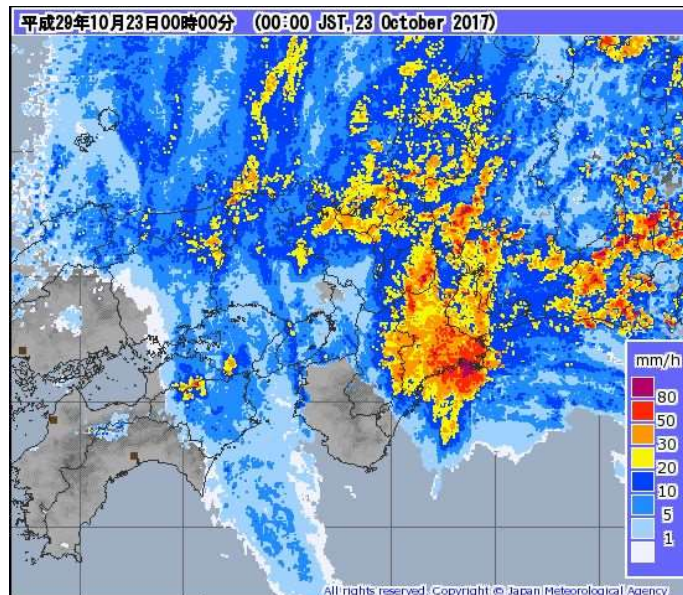 平成29年10月23日00時00分 (00:00 JST, 23 October 2017)
mm/h
80
50
30
20
10
5
1
All rights reserved. Copyright © Japan Meteorological Agency